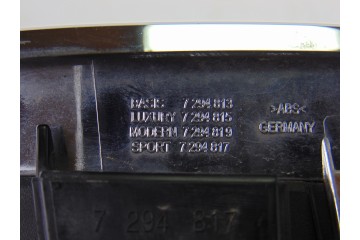 BASIS 7 294 813
LUXURY 7 294 815
MODERN 7 294 819
SPORT 7 294 817
>ABS<
GERMANY
7 294 817